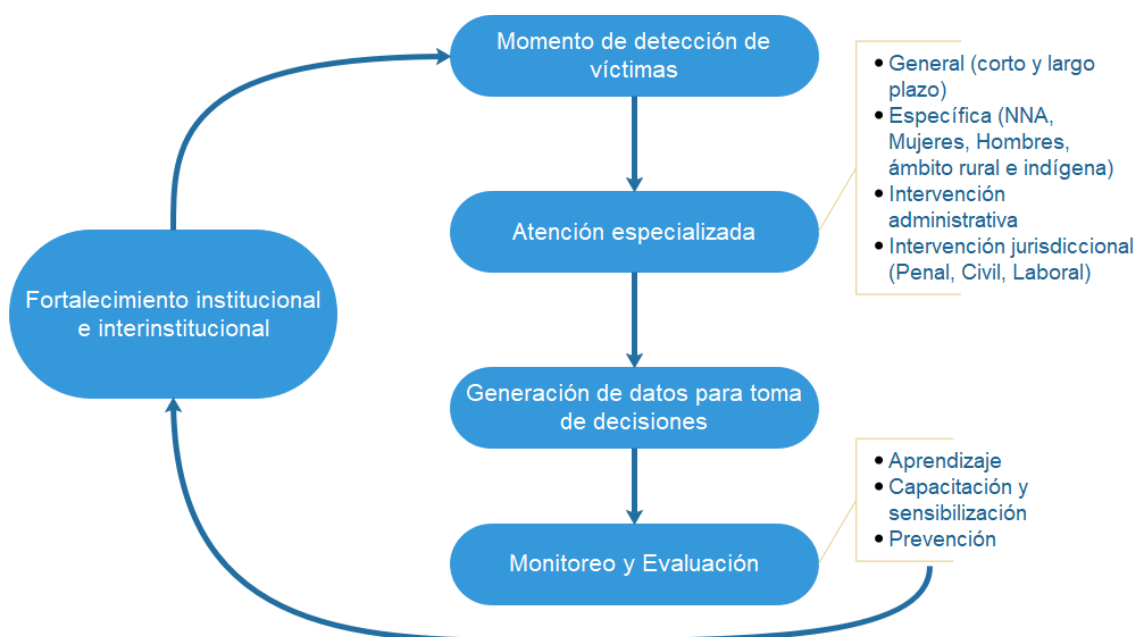 Momento de detección de
víctimas
• General (corto y largo
plazo)
• Específica (NNA,
Mujeres, Hombres,
ámbito rural e indígena)
• Intervención
administrativa
• Intervención jurisdiccional
(Penal, Civil, Laboral)
Atención especializada
Fortalecimiento institucional
e interinstitucional
Generación de datos para toma
de decisiones
• Aprendizaje
• Capacitación y
sensibilización
• Prevención
Monitoreo y Evaluación